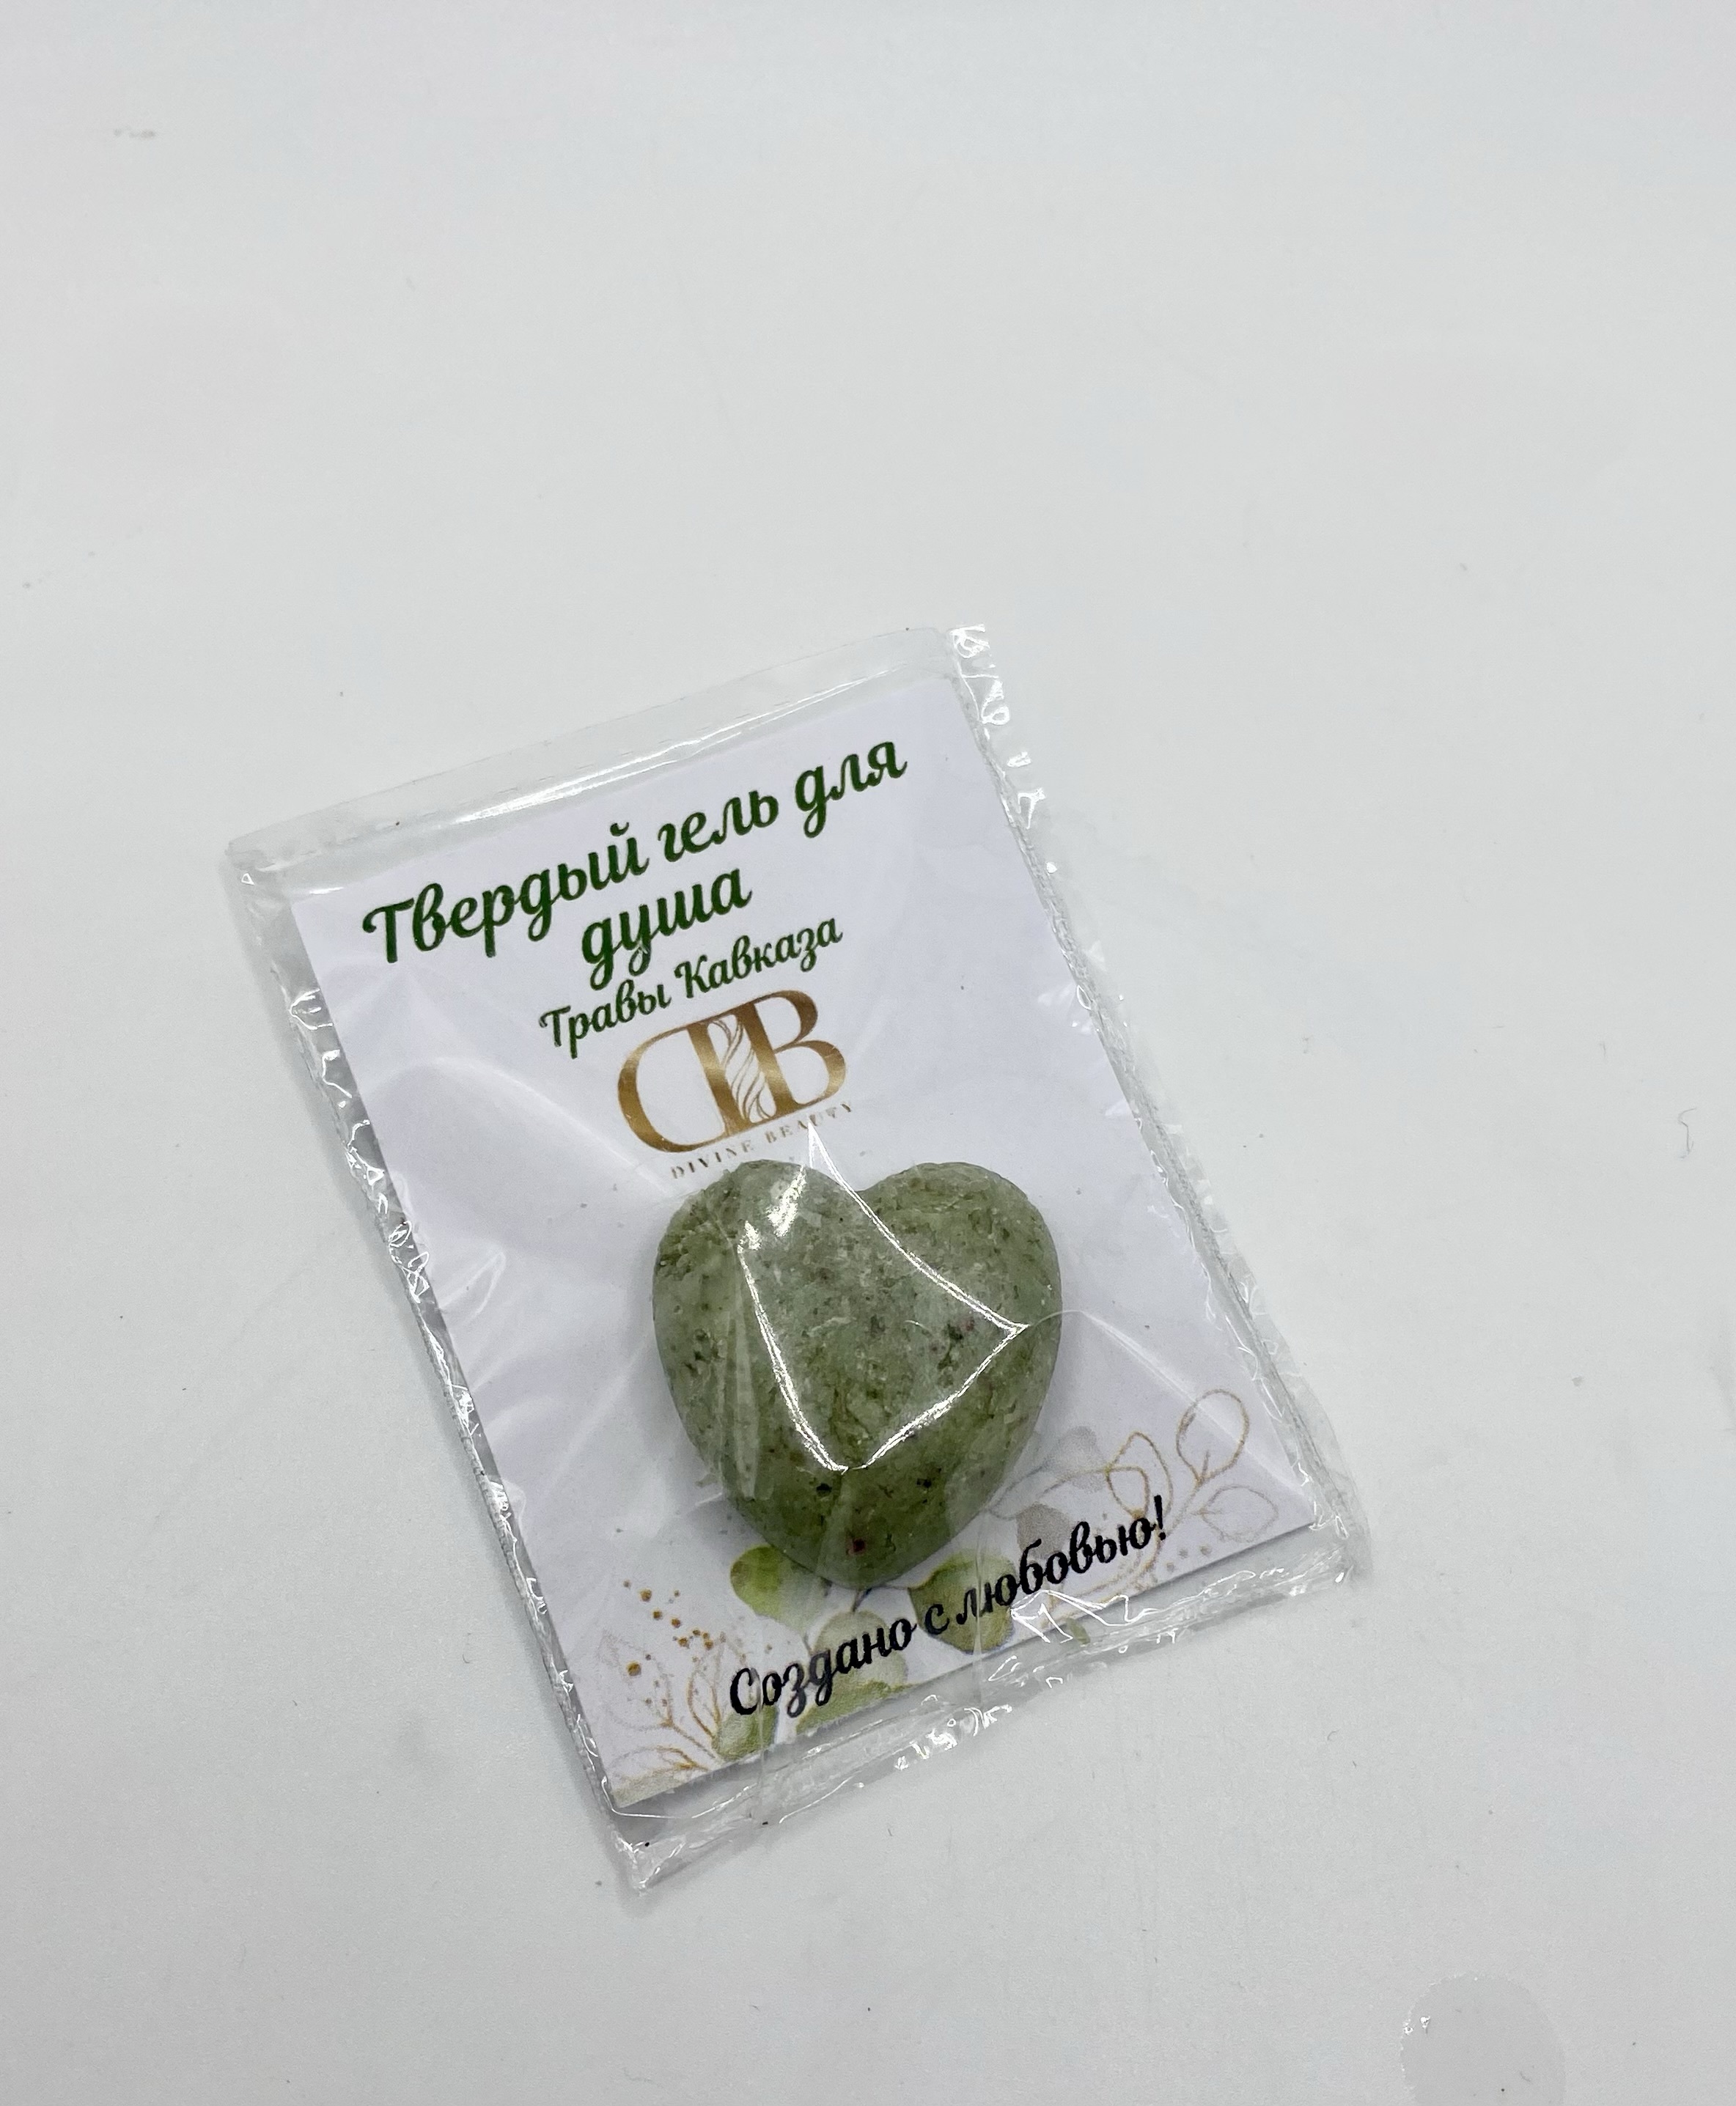 Твердый гель для
душа
Травы Кавказа
DB
DIVINE BEAUTY
Создано с любовью!